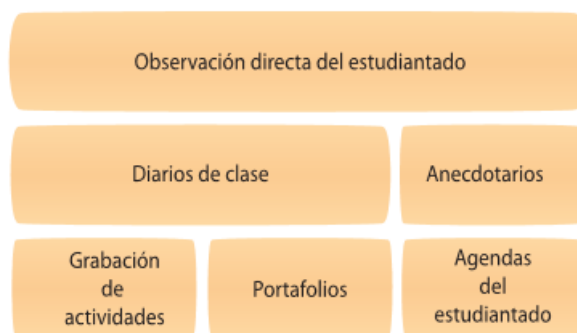 Observación directa del estudiantado
Diarios de clase
Anecdotarios
Grabación
de
actividades
Portafolios
Agendas
del
estudiantado